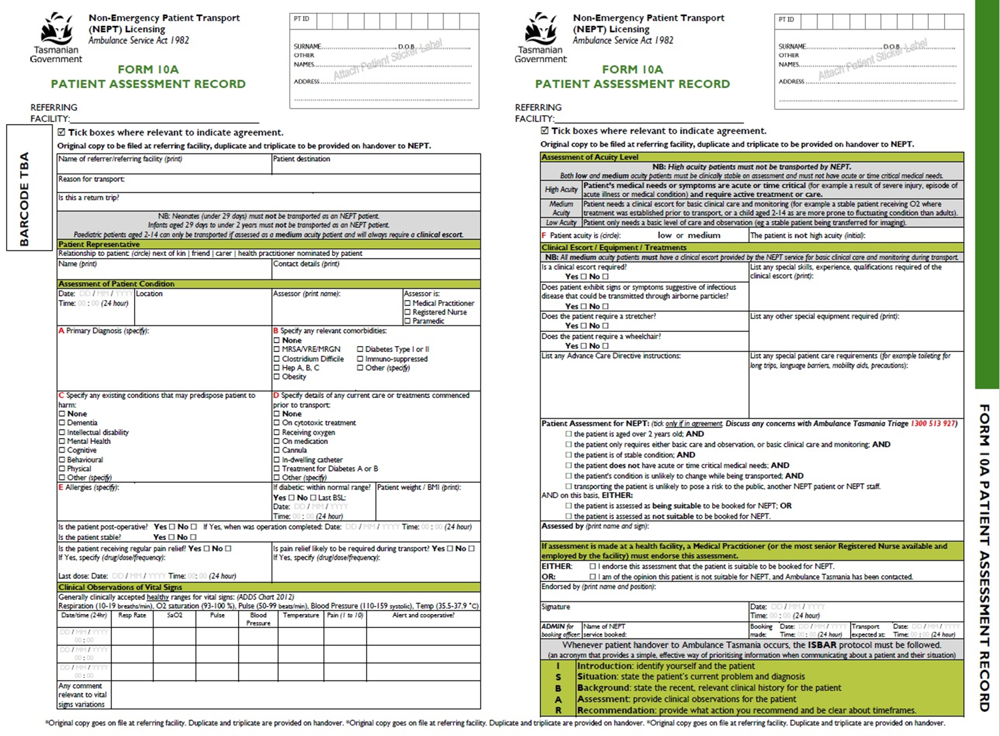 Tasmanian
Government
Non-Emergency Patient Transport
(NEPT) Licensing
Ambulance Service Act 1982
FORM 10A
PATIENT ASSESSMENT RECORD
PT ID
SURNAME D.O.B
OTHER
NAMES
ADDRESS
Attach Patient Sticker Label
REFERRING
FACILITY:
BARCODE TBA
☑ Tick boxes where relevant to indicate agreement.
Original copy to be filed at referring facility, duplicate and triplicate to be provided on handover to NEPT.
Name of referrer/referring facility (print) Patient destination
Reason for transport:
Is this a return trip?
NB: Neonates (under 29 days) must not be transported as an NEPT patient.
Infants aged 29 days to under 2 years must not be transported as an NEPT patient.
Paediatric patients aged 2-14 can only be transported if assessed as a medium acuity patient and will always require a clinical escort.
Patient Representative
Relationship to patient: (circle) next of kin | friend | carer | health practitioner nominated by patient
Name (print) Contact details (print)
Assessment of Patient Condition
Date: DD / MM / YYYY Location Assessor (print name): Assessor is:
Time: 00 : 00 (24 hour) ☐ Medical Practitioner
☐ Registered Nurse
☐ Paramedic
A Primary Diagnosis (specify): B Specify any relevant comorbidities:
☐ None
☐ MRSA/VRE/MRGN ☐ Diabetes Type I or II
☐ Clostridium Difficile ☐ Immuno-suppressed
☐ Hep A, B, C ☐ Other (specify)
☐ Obesity
C Specify any existing conditions that may predispose patient to
harm:
☐ None
☐ Dementia
☐ Intellectual disability
☐ Mental Health
☐ Cognitive
☐ Behavioural
☐ Physical
☐ Other (specify)
D Specify details of any current care or treatments commenced
prior to transport:
☐ None
☐ On cytotoxic treatment
☐ Receiving oxygen
☐ On medication
☐ Cannula
☐ In-dwelling catheter
☐ Treatment for Diabetes A or B
☐ Other (specify)
E Allergies (specify): If diabetic: within normal range? Patient weight / BMI (print):
Yes ☐ No ☐ Last BSL:
Date: DD / MM / YYYY
Time: 00 : 00 (24 hour)
Is the patient post-operative? Yes ☐ No ☐ If Yes, when was operation completed: Date: DD / MM / YYYY Time: 00 : 00 (24 hour)
Is the patient stable? Yes ☐ No ☐
Is the patient receiving regular pain relief? Yes ☐ No ☐ Is pain relief likely to be required during transport? Yes ☐ No ☐
If Yes, specify (drug/dose/frequency): If Yes, specify (drug/dose/frequency):
Last dose: Date: DD / MM / YYYY Time: 00: 00 (24 hour)
Clinical Observations of Vital Signs
Generally clinically accepted healthy ranges for vital signs: (ADDS Chart 2012)
Respiration (10-19 breaths/min), O2 saturation (93-100 %), Pulse (50-99 beats/min), Blood Pressure (110-159 systolic), Temp (35.5-37.9 °C)
Date/time (24hr) Resp Rate SaO2 Pulse Blood Pressure Temperature Pain (1 to 10) Alert and cooperative?
DD / MM / YYYY
00 : 00
DD / MM / YYYY
00 : 00
DD / MM / YYYY
00 : 00
Any comment
relevant to vital
signs variations
Tasmanian
Government
Non-Emergency Patient Transport
(NEPT) Licensing
Ambulance Service Act 1982
FORM 10A
PATIENT ASSESSMENT RECORD
PT ID
SURNAME D.O.B
OTHER
NAMES
ADDRESS
Attach Patient Sticker Label
REFERRING
FACILITY:
☑ Tick boxes where relevant to indicate agreement.
Original copy to be filed at referring facility, duplicate and triplicate to be provided on handover to NEPT.
Assessment of Acuity Level
NB: High acuity patients must not be transported by NEPT.
Both low and medium acuity patients must be clinically stable on assessment and must not have acute or time critical medical needs.
High Acuity Patient's medical needs or symptoms are acute or time critical (for example a result of severe injury, episode of
acute illness or medical condition) and require active treatment or care.
Medium Acuity Patient needs a clinical escort for basic clinical care and monitoring (for example a stable patient receiving O2 where
treatment was established prior to transport, or a child aged 2-14 as are more prone to fluctuating condition than adults).
Low Acuity Patient only needs a basic level of care and observation (eg a stable patient being transferred for imaging).
F Patient acuity is (circle): low or medium The patient is not high acuity (initial):
Clinical Escort / Equipment / Treatments
NB: All medium acuity patients must have a clinical escort provided by the NEPT service for basic clinical care and monitoring during transport.
Is a clinical escort required?
Yes ☐ No ☐
List any special skills, experience, qualifications required of the
clinical escort (print):
Does patient exhibit signs or symptoms suggestive of infectious
disease that could be transmitted through airborne particles?
Yes ☐ No ☐
Does the patient require a stretcher? List any other special equipment required (print):
Yes ☐ No ☐
Does the patient require a wheelchair?
Yes ☐ No ☐
List any Advance Care Directive instructions: List any special patient care requirements (for example toileting for
long trips, language barriers, mobility aids, precautions):
Patient Assessment for NEPT: (tick only if in agreement. Discuss any concerns with Ambulance Tasmania Triage 1300 513 927)
☐ the patient is aged over 2 years old; AND
☐ the patient only requires either basic care and observation, or basic clinical care and monitoring; AND
☐ the patient is of stable condition; AND
☐ the patient does not have acute or time critical medical needs; AND
☐ the patient's condition is unlikely to change while being transported; AND
☐ transporting the patient is unlikely to pose a risk to the public, another NEPT patient or NEPT staff.
AND on this basis, EITHER:
☐ the patient is assessed as being suitable to be booked for NEPT; OR
☐ the patient is assessed as not suitable to be booked for NEPT.
Assessed by (print name and sign):
If assessment is made at a health facility, a Medical Practitioner (or the most senior Registered Nurse available and
employed by the facility) must endorse this assessment.
EITHER: ☐ I endorse this assessment that the patient is suitable to be booked for NEPT.
OR: ☐ I am of the opinion this patient is not suitable for NEPT, and Ambulance Tasmania has been contacted.
Endorsed by (print name and position):
Signature Date: DD / MM / YYYY
Time: 00 : 00 (24 hour)
ADMIN for Name of NEPT Booking Date: DD / MM / YYYY Transport Date: DD / MM / YYYY
booking officer: service booked: made: Time: 00 : 00 (24 hour) expected at: Time: 00 : 00 (24 hour)
Whenever patient handover to Ambulance Tasmania occurs, the ISBAR protocol must be followed.
(an acronym that provides a simple, effective way of prioritising information when communicating about a patient and their situation)
I Introduction: identify yourself and the patient
S Situation: state the patient's current problem and diagnosis
B Background: state the recent, relevant clinical history for the patient
A Assessment: provide clinical observations for the patient
R Recommendation: provide what action you recommend and be clear about timeframes.
FORM 10A PATIENT ASSESSMENT RECORD
*Original copy goes on file at referring facility. Duplicate and triplicate are provided on handover. *Original copy goes on file at referring facility. Duplicate and triplicate are provided on handover. *Original copy goes on file at referring facility. Duplicate and triplicate are provided on handover.